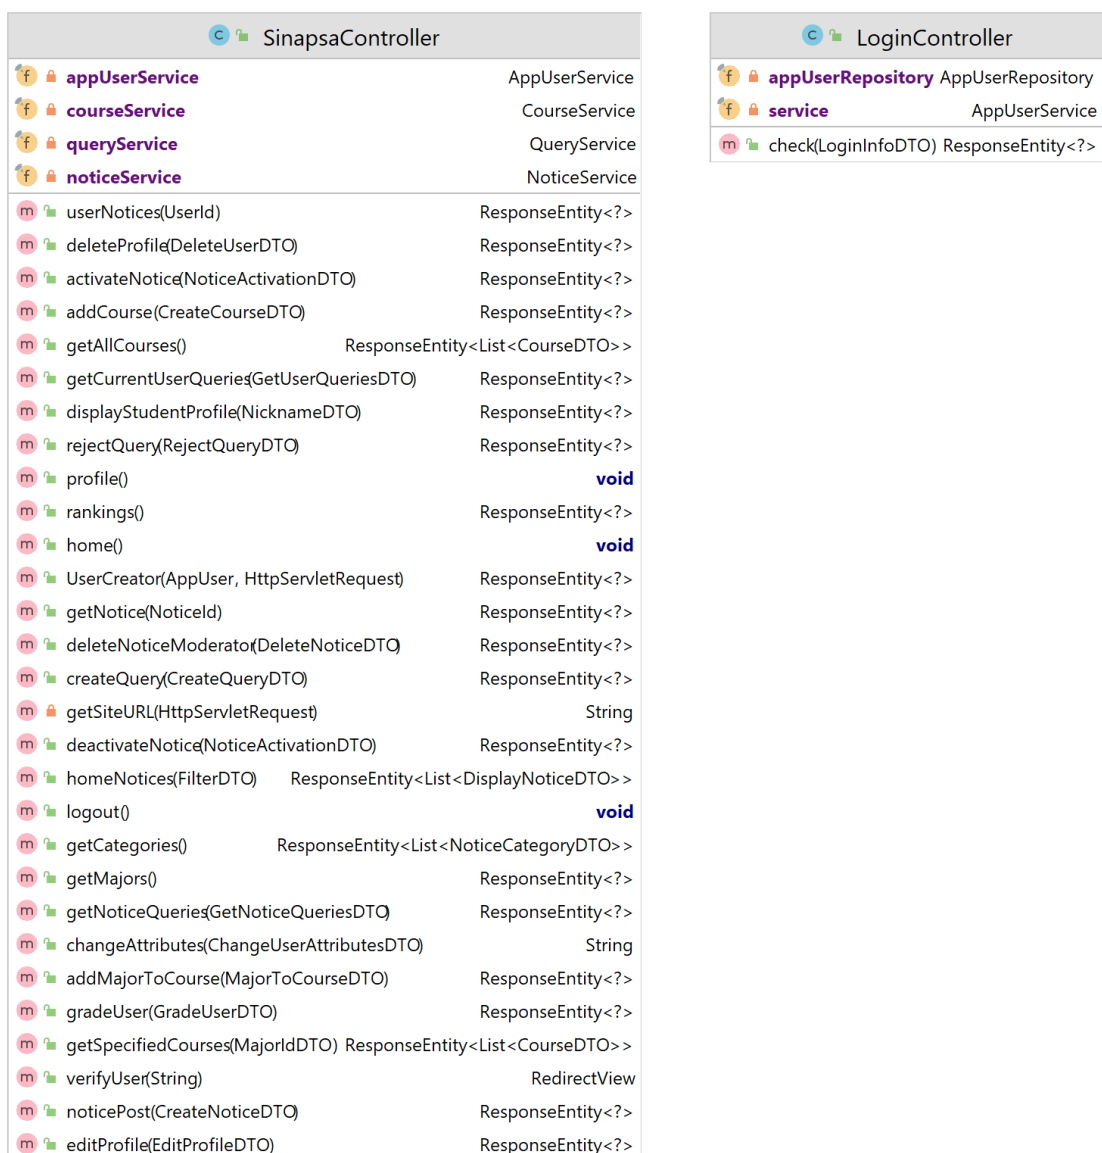 SinapsaController
appUserService AppUserService
courseService CourseService
queryService QueryService
noticeService NoticeService
userNotices(UserId) ResponseEntity<?>
deleteProfile(DeleteUserDTO) ResponseEntity<?>
activateNotice(NoticeActivationDTO) ResponseEntity<?>
addCourse(CreateCourseDTO) ResponseEntity<?>
getAllCourses() ResponseEntity<List<CourseDTO>>
getCurrentUserQueries(GetUserQueriesDTO) ResponseEntity<?>
displayStudentProfile(NicknameDTO) ResponseEntity<?>
rejectQuery(RejectQueryDTO) ResponseEntity<?>
profile() void
rankings() ResponseEntity<?>
home() void
UserCreator(AppUser, HttpServletRequest) ResponseEntity<?>
getNotice(NoticeId) ResponseEntity<?>
deleteNoticeModerator(DeleteNoticeDTO) ResponseEntity<?>
createQuery(CreateQueryDTO) ResponseEntity<?>
getSiteURL(HttpServletRequest) String
deactivateNotice(NoticeActivationDTO) ResponseEntity<?>
homeNotices(FilterDTO) ResponseEntity<List<DisplayNoticeDTO>>
logout() void
getCategories() ResponseEntity<List<NoticeCategoryDTO>>
getMajors() ResponseEntity<?>
getNoticeQueries(GetNoticeQueriesDTO) ResponseEntity<?>
changeAttributes(ChangeUserAttributesDTO) String
addMajorToCourse(MajorToCourseDTO) ResponseEntity<?>
gradeUser(GradeUserDTO) ResponseEntity<?>
getSpecifiedCourses(MajorIdDTO) ResponseEntity<List<CourseDTO>>
verifyUser(String) RedirectView
noticePost(CreateNoticeDTO) ResponseEntity<?>
editProfile(EditProfileDTO) ResponseEntity<?>
LoginController
appUserRepository AppUserRepository
service AppUserService
check(LoginInfoDTO) ResponseEntity<?>